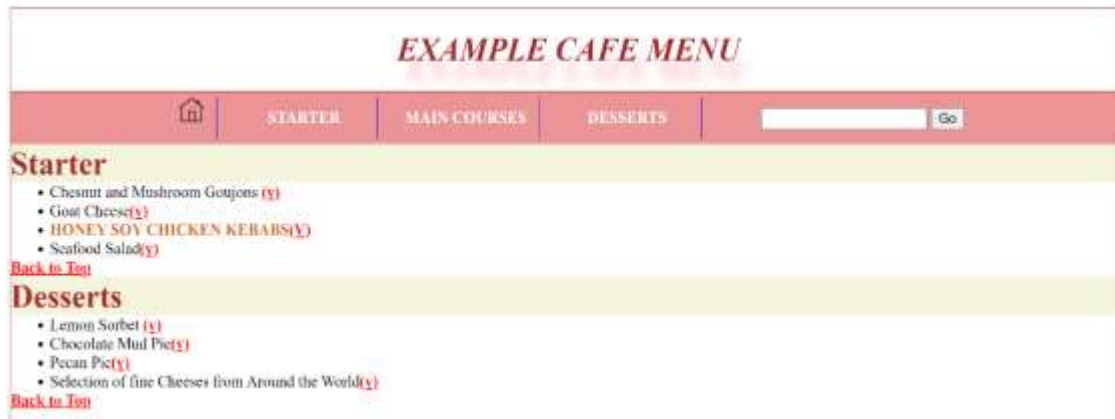 EXAMPLE CAFE MENU
STARTER MAIN COURSES DESSERTS Go
Starter
Chesnut and Mushroom Goujons (v)
Goat Cheese(v)
HONEY SOY CHICKEN KEBABS(V)
Seafood Salad(v)
Back to Top
Desserts
Lemon Sorbet (v)
Chocolate Mud Pie(v)
Pecan Pie(v)
Selection of fine Cheeses from Around the World(v)
Back to Top